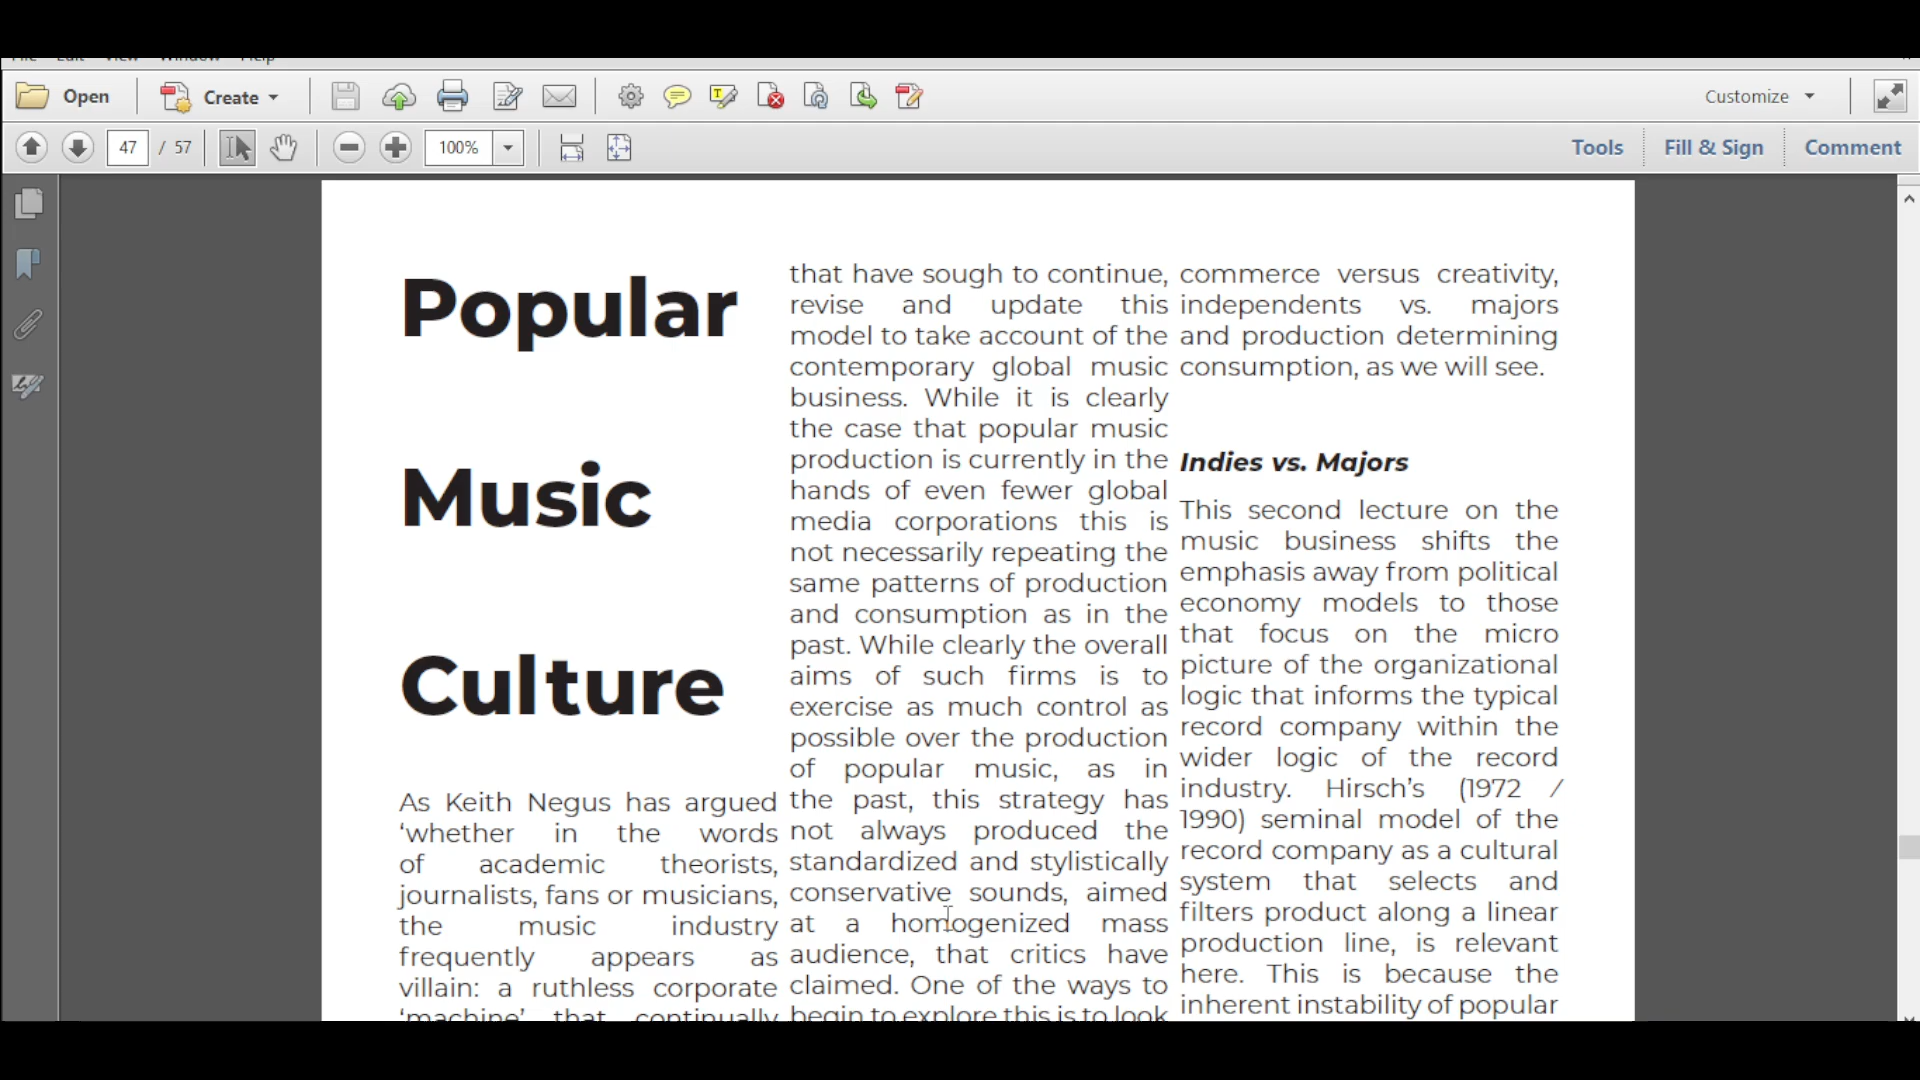 Open
Create
Customize
47 / 57
100%
Tools
Fill & Sign
Comment
Popular
Music
Culture
As Keith Negus has argued
‘whether in the words
of academic theorists,
journalists, fans or musicians,
the music industry
frequently appears as
villain: a ruthless corporate
‘machine’ that continually
that have sough to continue,
revise and update this
model to take account of the
contemporary global music
business. While it is clearly
the case that popular music
production is currently in the
hands of even fewer global
media corporations this is
not necessarily repeating the
same patterns of production
and consumption as in the
past. While clearly the overall
aims of such firms is to
exercise as much control as
possible over the production
of popular music, as in
the past, this strategy has
not always produced the
standardized and stylistically
conservative sounds, aimed
at a homogenized mass
audience, that critics have
claimed. One of the ways to
begin to explore this is to look
commerce versus creativity,
independents vs. majors
and production determining
consumption, as we will see.
Indies vs. Majors
This second lecture on the
music business shifts the
emphasis away from political
economy models to those
that focus on the micro
picture of the organizational
logic that informs the typical
record company within the
wider logic of the record
industry. Hirsch’s (1972 /
1990) seminal model of the
record company as a cultural
system that selects and
filters product along a linear
production line, is relevant
here. This is because the
inherent instability of popular